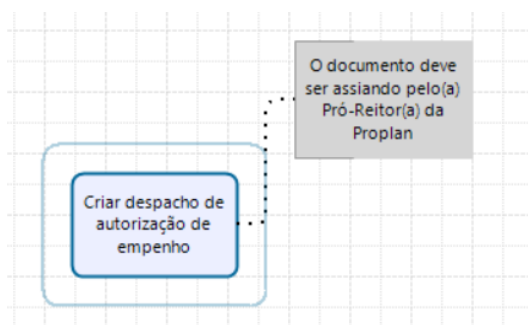 O documento deve
ser assiando pelo(a)
Pró-Reitor(a) da
Proplan
Criar despacho de
autorização de
empenho